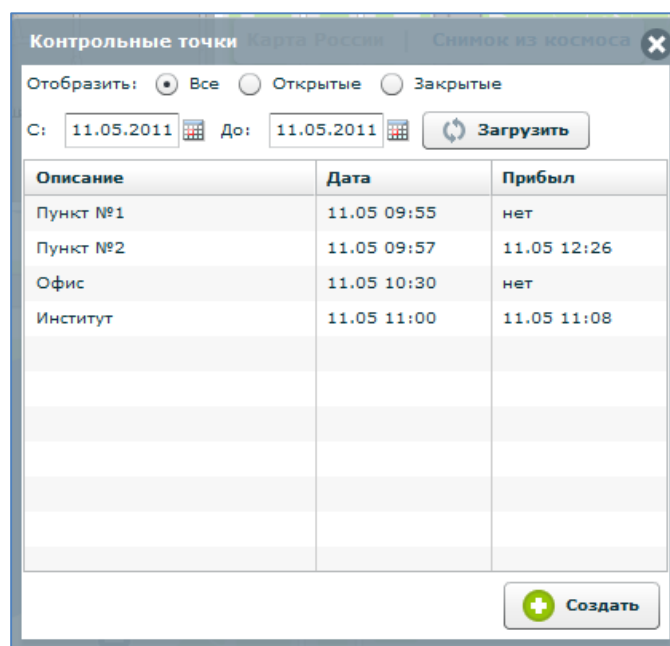 Контрольные точки Карта России | Снимок из космоса
Отобразить: Все Открытые Закрытые
С: 11.05.2011 До: 11.05.2011 Загрузить
Описание Дата Прибыл
Пункт №1 11.05 09:55 нет
Пункт №2 11.05 09:57 11.05 12:26
Офис 11.05 10:30 нет
Институт 11.05 11:00 11.05 11:08
Создать